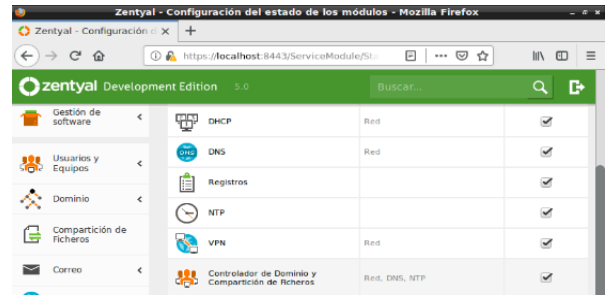 Zentyal - Configuración del estado de los módulos - Mozilla Firefox
Zentyal - Configuración d
https://localhost:8443/ServiceModule/Sta
zentyal Development Edition 5.0
Buscar...
Gestión de
software
DHCP
Red
DNS
Red
Usuarios y
Equipos
Registros
Dominio
NTP
Compartición de
Ficheros
VPN
Red
Correo
Controlador de Dominio y
Compartición de Ficheros
Red, DNS, NTP